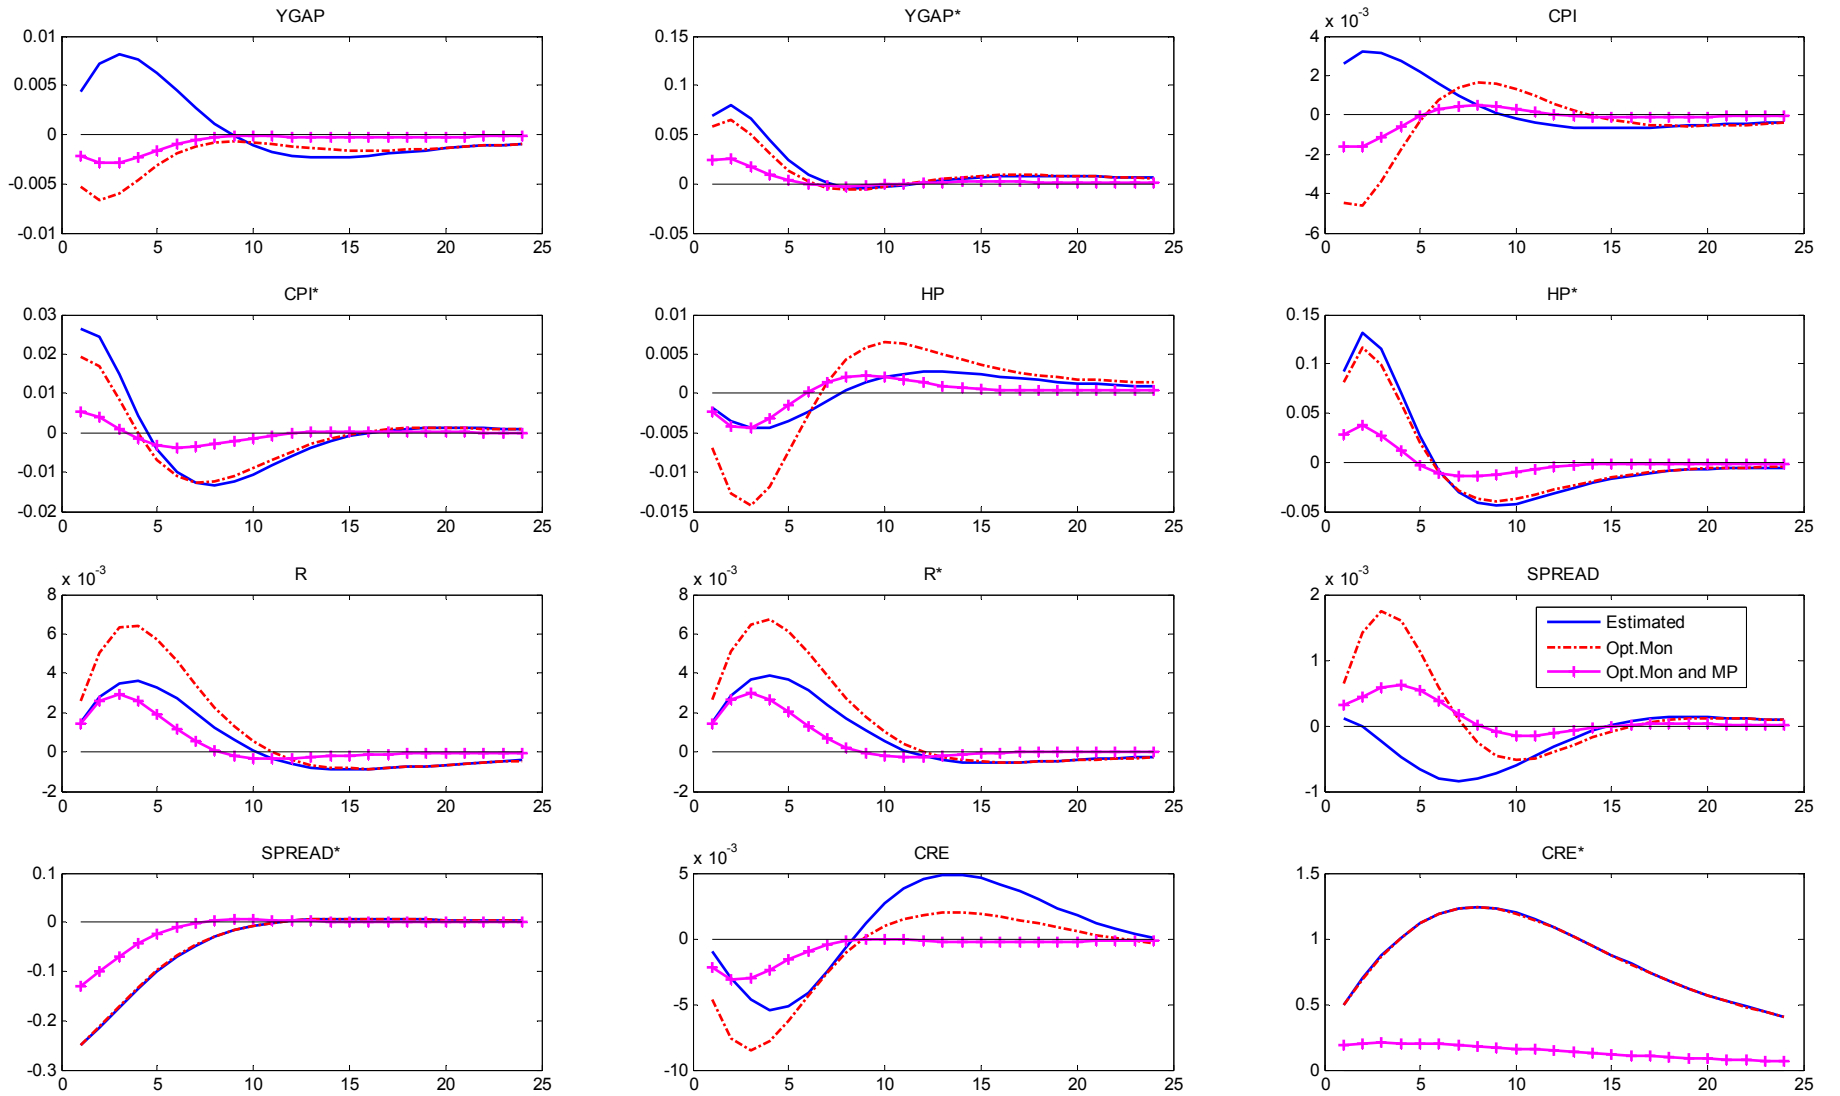 YGAP
0.01
0.005
0
-0.005
-0.01
0 5 10 15 20 25
YGAP*
0.15
0.1
0.05
0
-0.05
0 5 10 15 20 25
CPI
x 10^-3
4
2
0
-2
-4
-6
0 5 10 15 20 25
CPI*
0.03
0.02
0.01
0
-0.01
-0.02
0 5 10 15 20 25
HP
0.01
0.005
0
-0.005
-0.01
-0.015
0 5 10 15 20 25
HP*
0.15
0.1
0.05
0
-0.05
0 5 10 15 20 25
R
x 10^-3
8
6
4
2
0
-2
0 5 10 15 20 25
R*
x 10^-3
8
6
4
2
0
-2
0 5 10 15 20 25
SPREAD
x 10^-3
2
1
0
-1
Estimated
Opt.Mon
Opt.Mon and MP
0 5 10 15 20 25
SPREAD*
0.1
0
-0.1
-0.2
-0.3
0 5 10 15 20 25
CRE
x 10^-3
5
0
-5
-10
0 5 10 15 20 25
CRE*
1.5
1
0.5
0
0 5 10 15 20 25